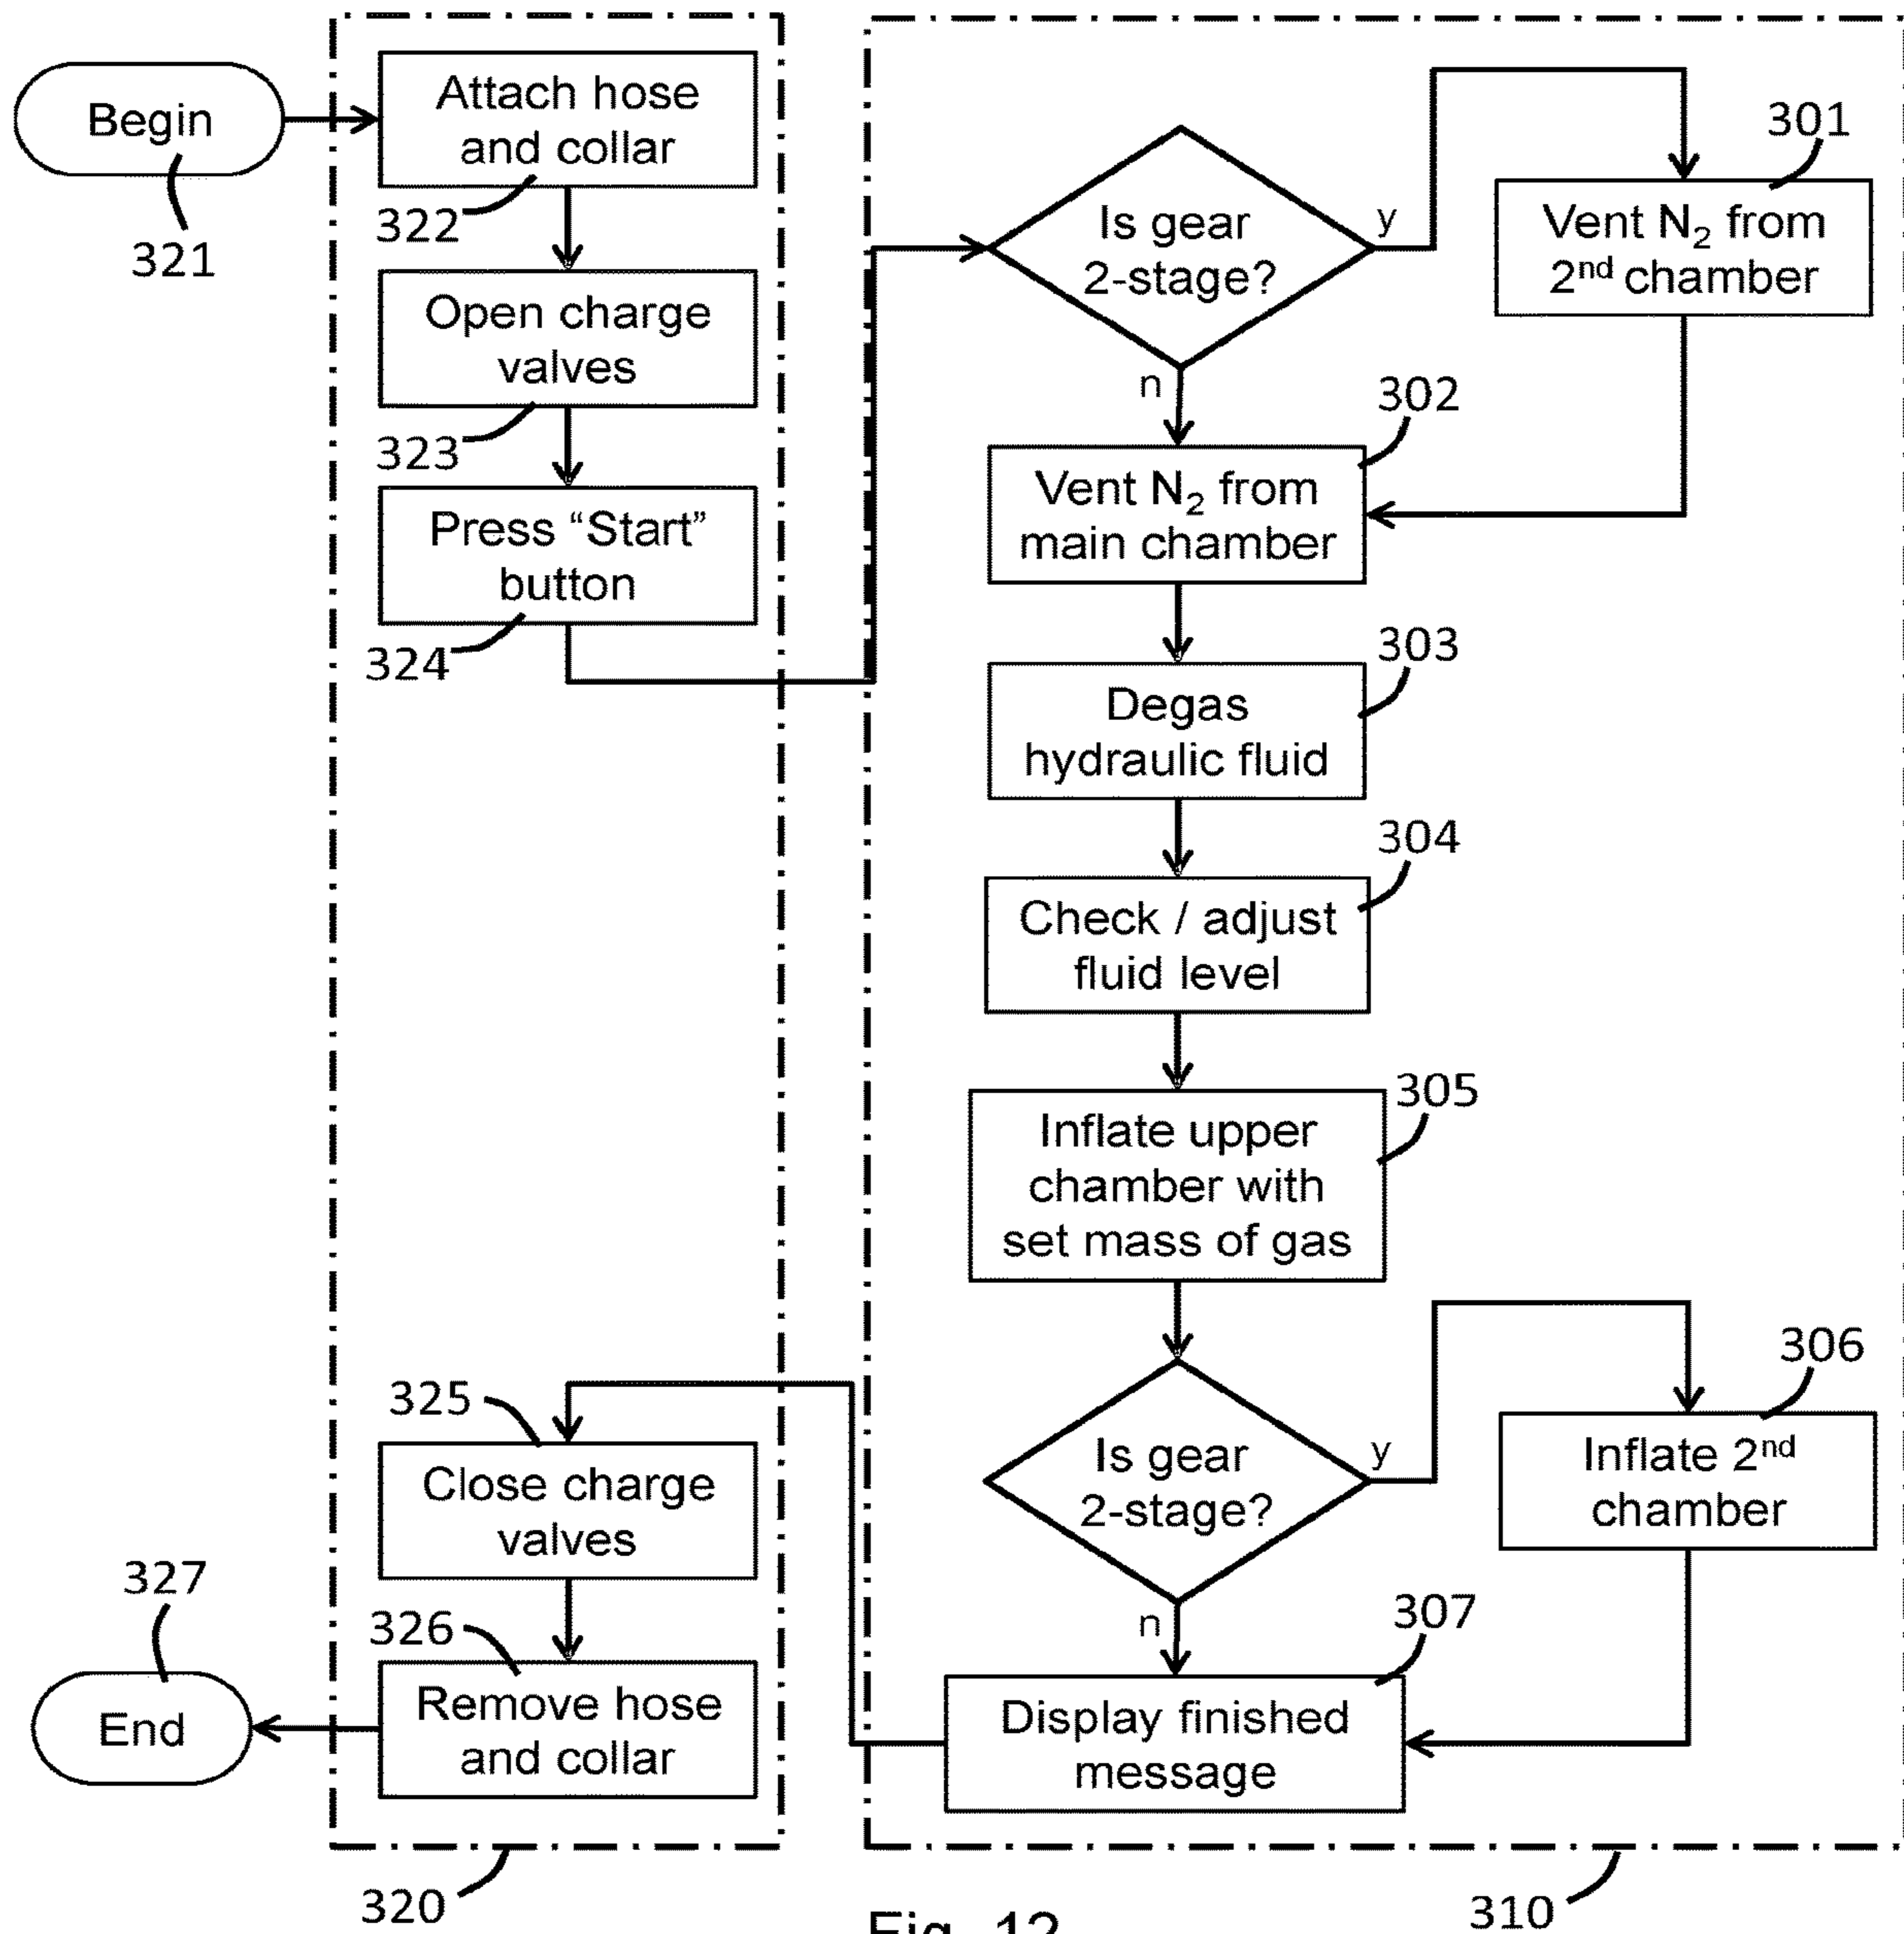 Begin
321
Attach hose
and collar
322
Open charge
valves
323
Press “Start”
button
324
Is gear
2-stage?
y
n
301
Vent N₂ from
2ⁿᵈ chamber
302
Vent N₂ from
main chamber
303
Degas
hydraulic fluid
304
Check / adjust
fluid level
305
Inflate upper
chamber with
set mass of gas
Is gear
2-stage?
y
n
306
Inflate 2ⁿᵈ
chamber
307
Display finished
message
325
Close charge
valves
326
Remove hose
and collar
327
End
320
310
Fig. 12